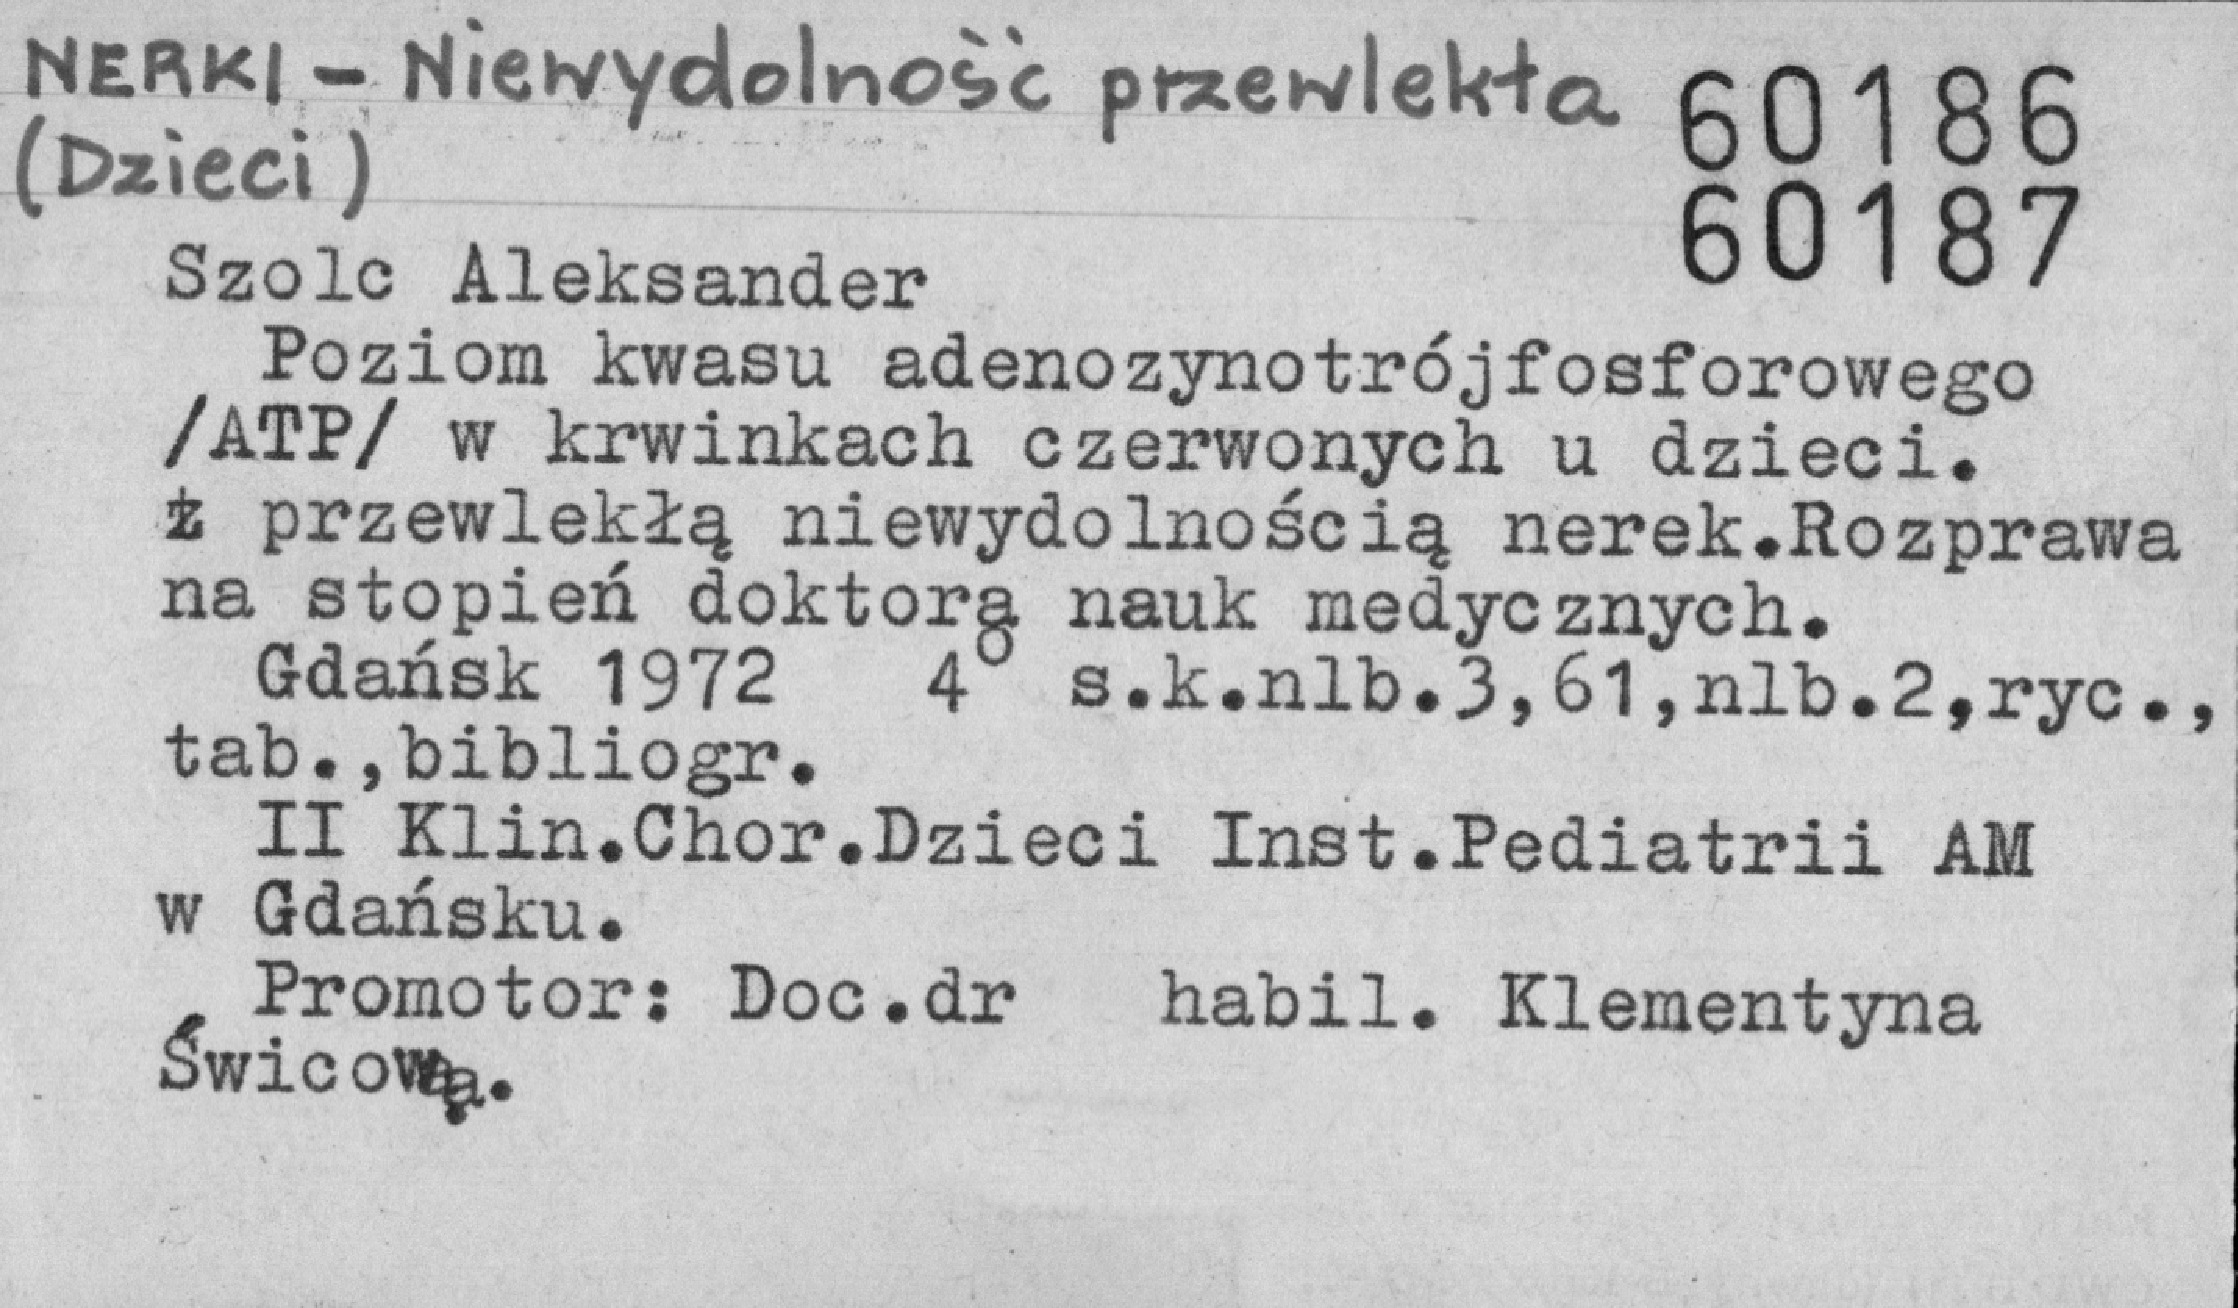 NERKI - Niewydolność przewlekła
(Dzieci)
60186
60187
Szolc Aleksander
Poziom kwasu adenozynotrójfosforowego
/ATP/ w krwinkach czerwonych u dzieci.
z przewlekłą niewydolnością nerek.Rozprawa
na stopień doktora nauk medycznych.
Gdańsk 1972 4° s.k.nlb.3,61,nlb.2,ryc.,
tab.,bibliogr.
II Klin.Chor.Dzieci Inst.Pediatrii AM
w Gdańsku.
Promotor: Doc.dr habil. Klementyna